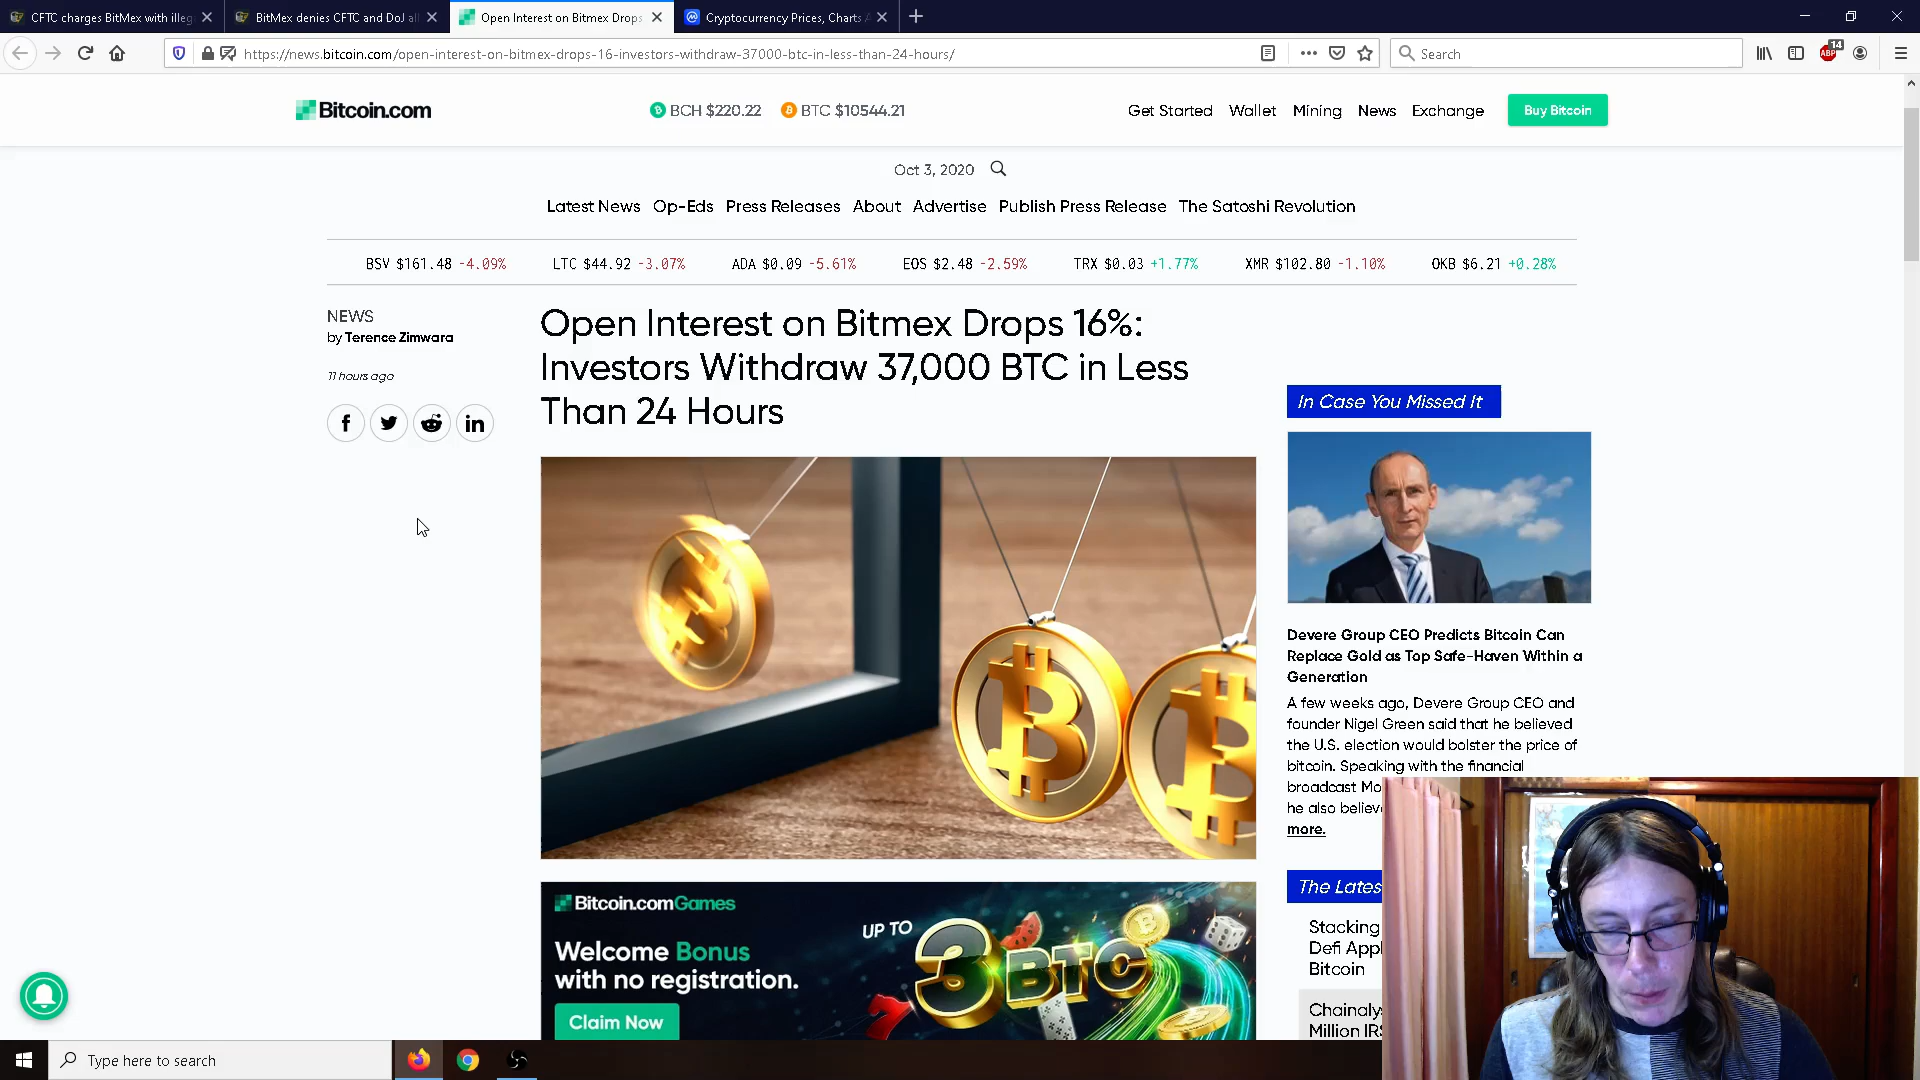 CFTC charges BitMex with illeg
BitMex denies CFTC and DoJ all
Open Interest on Bitmex Drops
Cryptocurrency Prices, Charts A
https://news.bitcoin.com/open-interest-on-bitmex-drops-16-investors-withdraw-37000-btc-in-less-than-24-hours/
Search
ABP
14
Bitcoin.com
BCH $220.22
BTC $10544.21
Get Started
Wallet
Mining
News
Exchange
Buy Bitcoin
Oct 3, 2020
Latest News
Op-Eds
Press Releases
About
Advertise
Publish Press Release
The Satoshi Revolution
BSV $161.48 -4.09%
LTC $44.92 -3.07%
ADA $0.09 -5.61%
EOS $2.48 -2.59%
TRX $0.03 +1.77%
XMR $102.80 -1.10%
OKB $6.21 +0.28%
NEWS
by Terence Zimwara
11 hours ago
Open Interest on Bitmex Drops 16%:
Investors Withdraw 37,000 BTC in Less
Than 24 Hours
In Case You Missed It
Devere Group CEO Predicts Bitcoin Can
Replace Gold as Top Safe-Haven Within a
Generation
A few weeks ago, Devere Group CEO and
founder Nigel Green said that he believed
the U.S. election would bolster the price of
bitcoin. Speaking with the financial
broadcast Mo
he also believ
more.
Bitcoin.comGames
Welcome Bonus
with no registration.
Claim Now
UP TO
3 BTC
The Lates
Stacking
Defi Appl
Bitcoin
Chainaly
Million IRS
Type here to search